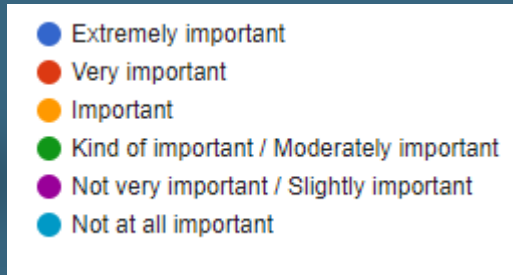 Extremely important
Very important
Important
Kind of important / Moderately important
Not very important / Slightly important
Not at all important